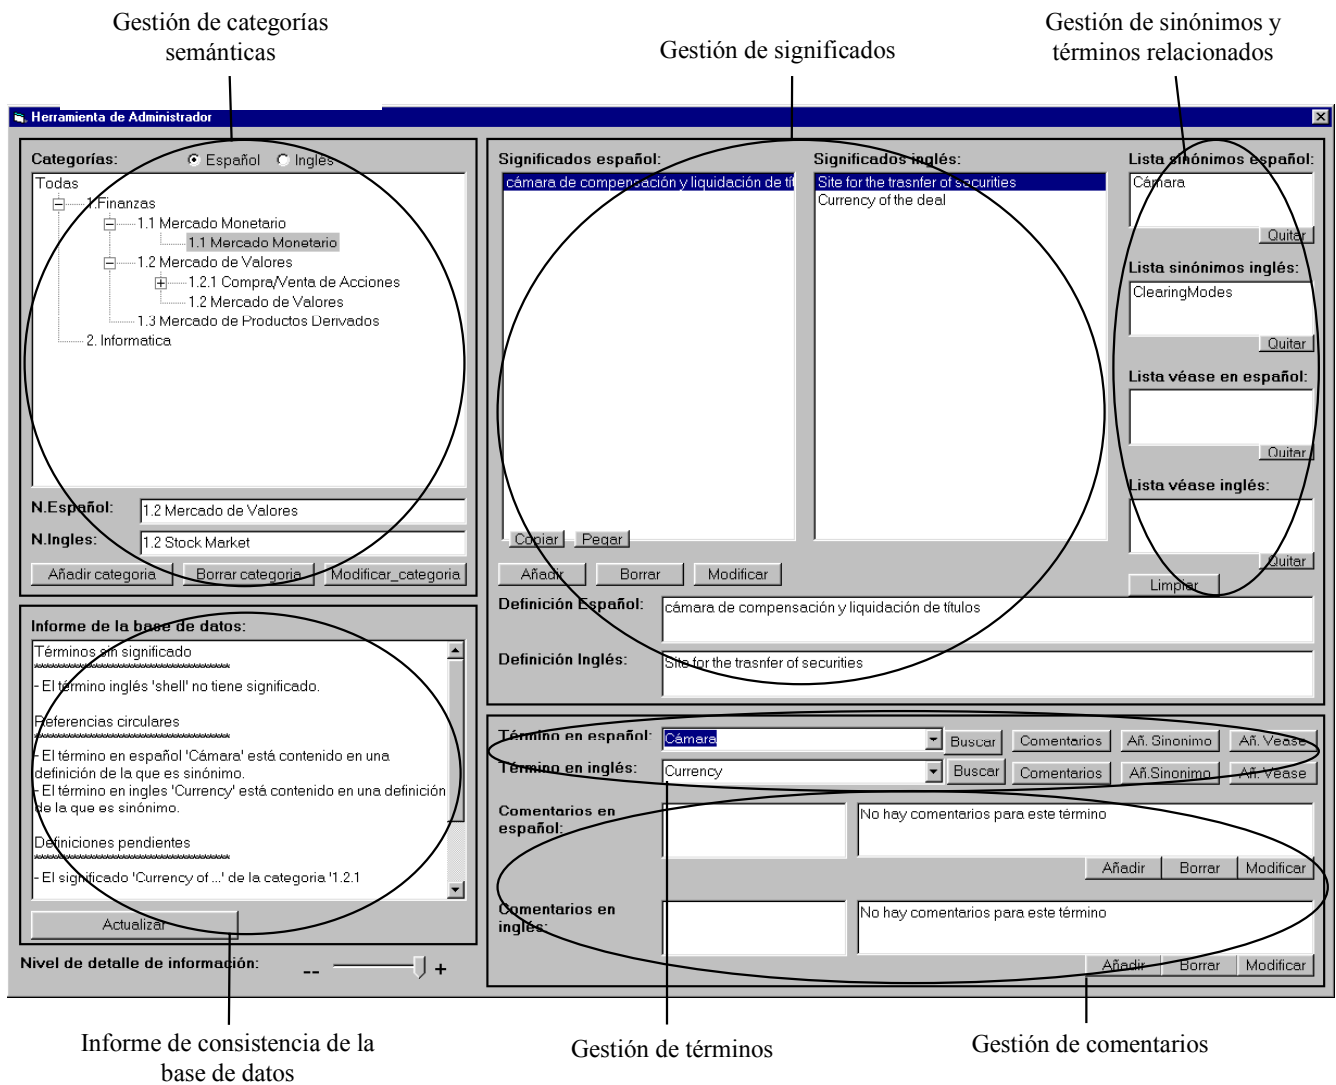 Gestión de categorías
semánticas
Gestión de significados
Gestión de sinónimos y
términos relacionados
Herramienta de Administrador
Categorías:
Español
Inglés
Todas
1.Finanzas
1.1 Mercado Monetario
1.1 Mercado Monetario
1.2 Mercado de Valores
1.2.1 Compra/Venta de Acciones
1.2 Mercado de Valores
1.3 Mercado de Productos Derivados
2. Informatica
N.Español:
1.2 Mercado de Valores
N.Ingles:
1.2 Stock Market
Añadir categoria
Borrar categoria
Modificar_categoria
Significados español:
cámara de compensación y liquidación de tít
Copiar
Pegar
Significados inglés:
Site for the trasnfer of securities
Currency of the deal
Añadir
Borrar
Modificar
Lista sinónimos español:
Cámara
Quitar
Lista sinónimos inglés:
ClearingModes
Quitar
Lista véase en español:
Quitar
Lista véase inglés:
Quitar
Limpiar
Definición Español:
cámara de compensación y liquidación de títulos
Definición Inglés:
Site for the trasnfer of securities
Informe de la base de datos:
Términos sin significado
************************************
- El término inglés 'shell' no tiene significado.
Referencias circulares
************************************
- El término en español 'Cámara' está contenido en una
definición de la que es sinónimo.
- El término en ingles 'Currency' está contenido en una definición
de la que es sinónimo.
Definiciones pendientes
************************************
- El significado 'Currency of ...' de la categoria '1.2.1
Actualizar
Nivel de detalle de información:
--
+
Término en español:
Cámara
Buscar
Comentarios
Añ. Sinonimo
Añ. Vease
Término en inglés:
Currency
Buscar
Comentarios
Añ.Sinonimo
Añ. Vease
Comentarios en
español:
No hay comentarios para este término
Añadir
Borrar
Modificar
Comentarios en
inglés:
No hay comentarios para este término
Añadir
Borrar
Modificar
Informe de consistencia de la
base de datos
Gestión de términos
Gestión de comentarios